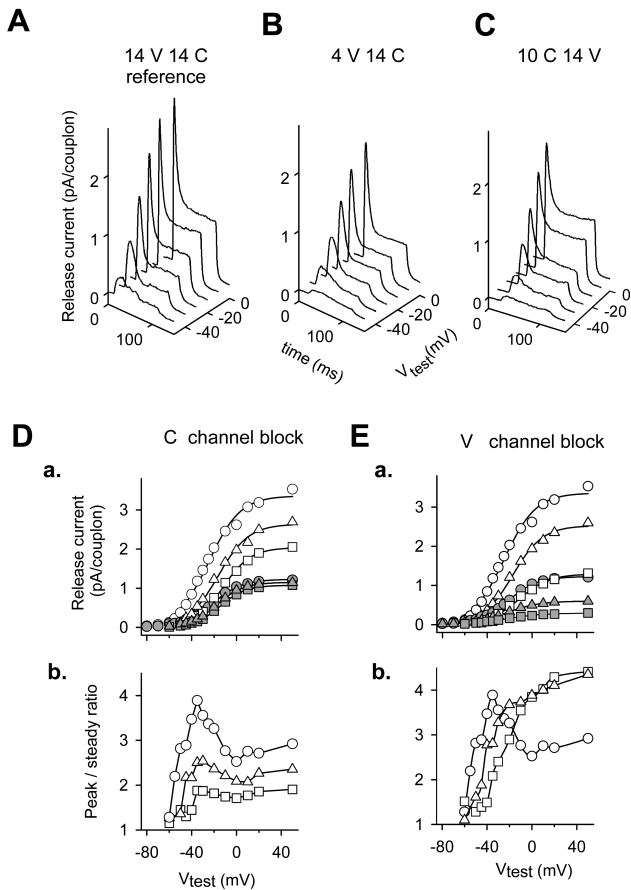 A
B
C
14 V 14 C
reference
4 V 14 C
10 C 14 V
Release current (pA/couplon)
2
1
0
0
100
0
-20
-40
2
1
0
0
100
0
-20
-40
time (ms)
Vtest(mV)
2
1
0
0
100
0
-20
-40
D
C channel block
E
V channel block
a.
Release current
(pA/couplon)
3
2
1
0
a.
3
2
1
0
b.
Peak / steady ratio
4
3
2
1
-80
-40
0
40
Vtest (mV)
b.
4
3
2
1
-80
-40
0
40
Vtest (mV)